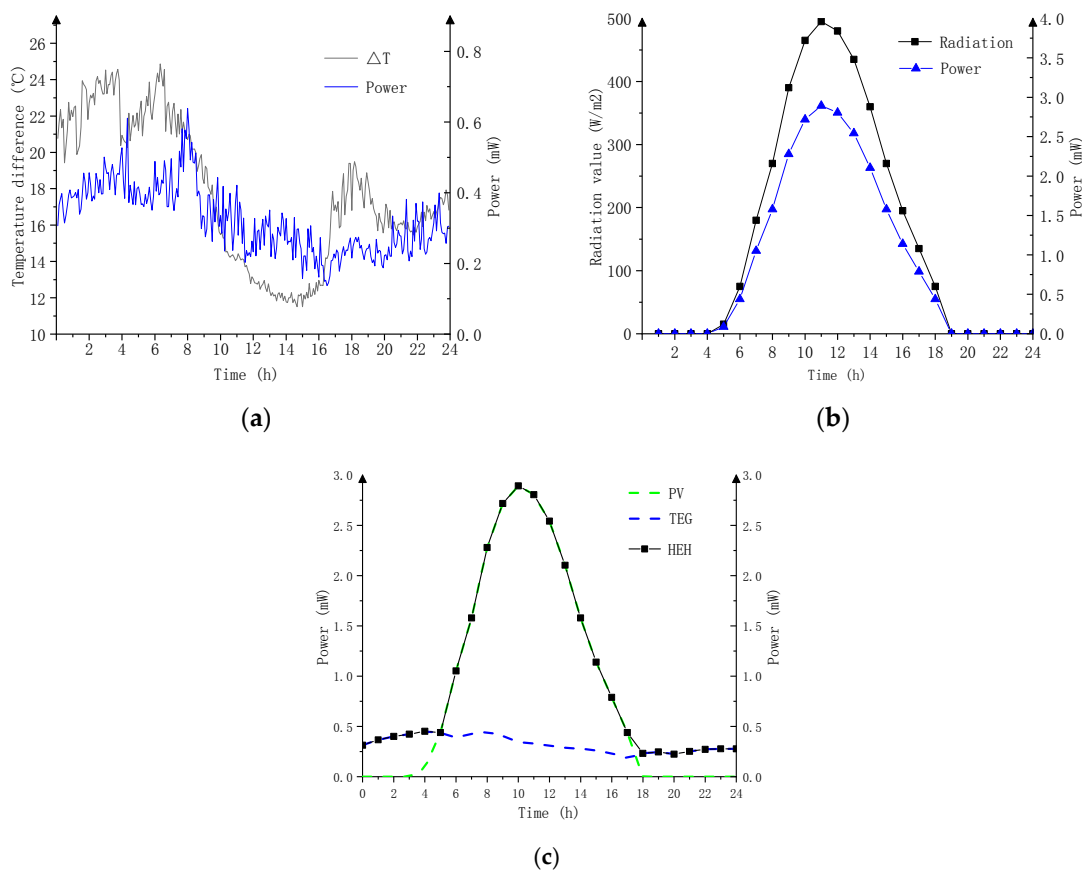 26
24
22
20
18
16
14
12
10
Temperature difference (℃)
△T
Power
0.8
0.6
0.4
0.2
0.0
Power (mW)
2 4 6 8 10 12 14 16 18 20 22 24
Time (h)
(a)
500
400
300
200
100
0
Radiation value (W/m2)
Radiation
Power
4.0
3.5
3.0
2.5
2.0
1.5
1.0
0.5
0.0
Power (mW)
2 4 6 8 10 12 14 16 18 20 22 24
Time (h)
(b)
3.0
2.5
2.0
1.5
1.0
0.5
0.0
Power (mW)
PV
TEG
HEH
3.0
2.5
2.0
1.5
1.0
0.5
0.0
Power (mW)
0 2 4 6 8 10 12 14 16 18 20 22 24
Time (h)
(c)